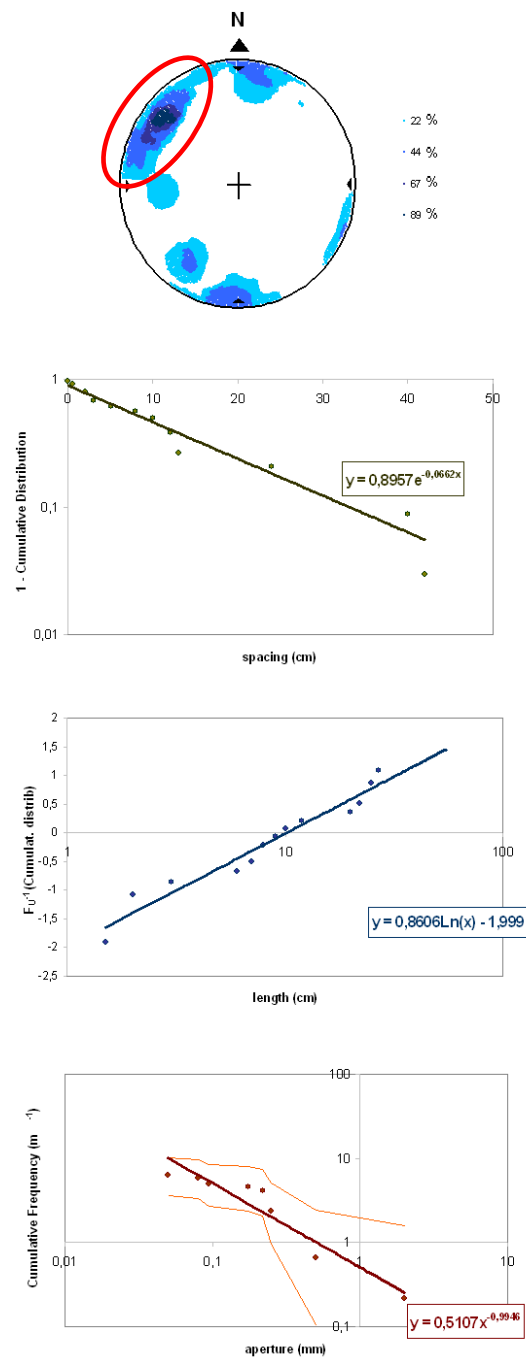 N
22 %
44 %
67 %
89 %
1
0 10 20 30 40 50
y = 0,8957e^-0,0662x
0,1
0,01
1 - Cumulative Distribution
spacing (cm)
2
1,5
1
0,5
0
1 10 100
-0,5
-1
-1,5
-2
-2,5
F_U^-1 (Cumulat. distrib)
y = 0,8606Ln(x) - 1,999
length (cm)
100
10
1
0,01 0,1 1 10
0,1
Cumulative Frequency (m ^-1)
y = 0,5107x^-0,9946
aperture (mm)